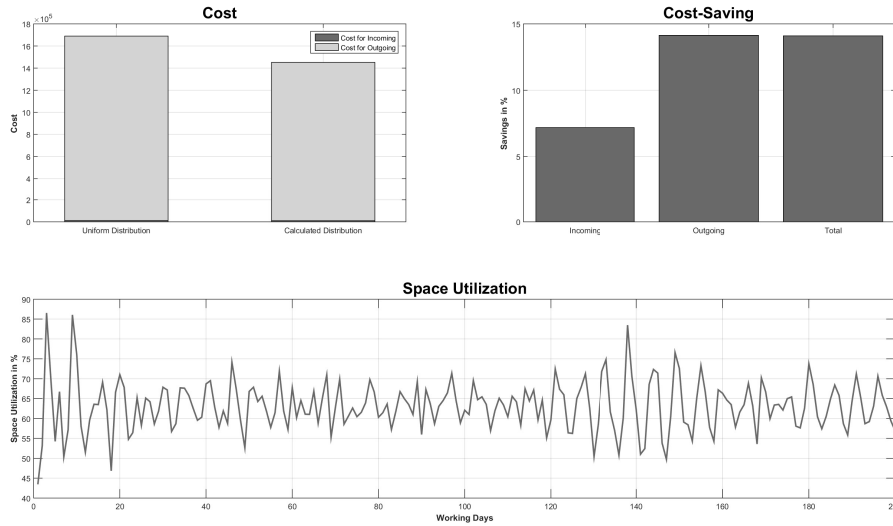 Cost
×10⁵
18
16
14
12
10
8
6
4
2
0
Cost
Cost for Incoming
Cost for Outgoing
Uniform Distribution
Calculated Distribution
Cost-Saving
15
10
5
0
Savings in %
Incoming
Outgoing
Total
Space Utilization
90
85
80
75
70
65
60
55
50
45
40
Space Utilization in %
0
20
40
60
80
100
120
140
160
180
Working Days